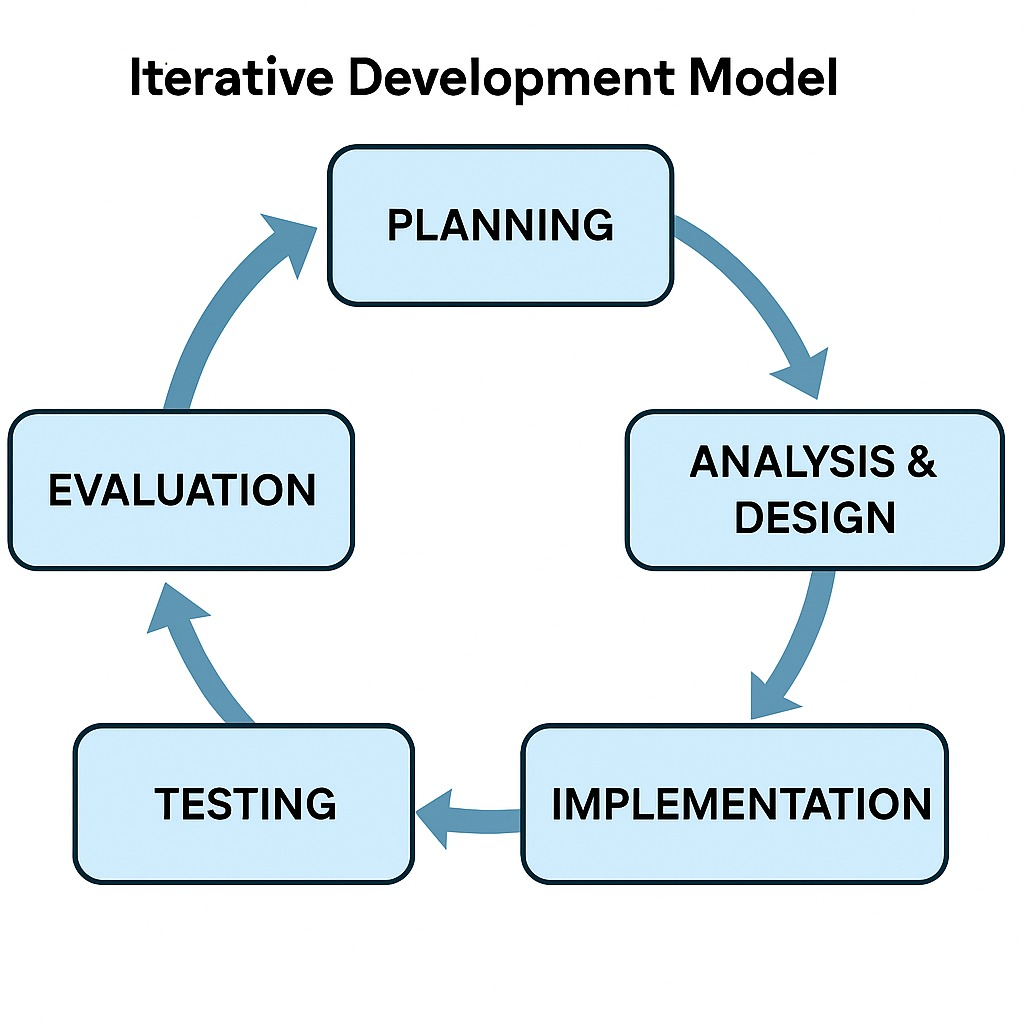 Iterative Development Model
PLANNING
ANALYSIS &
DESIGN
IMPLEMENTATION
TESTING
EVALUATION